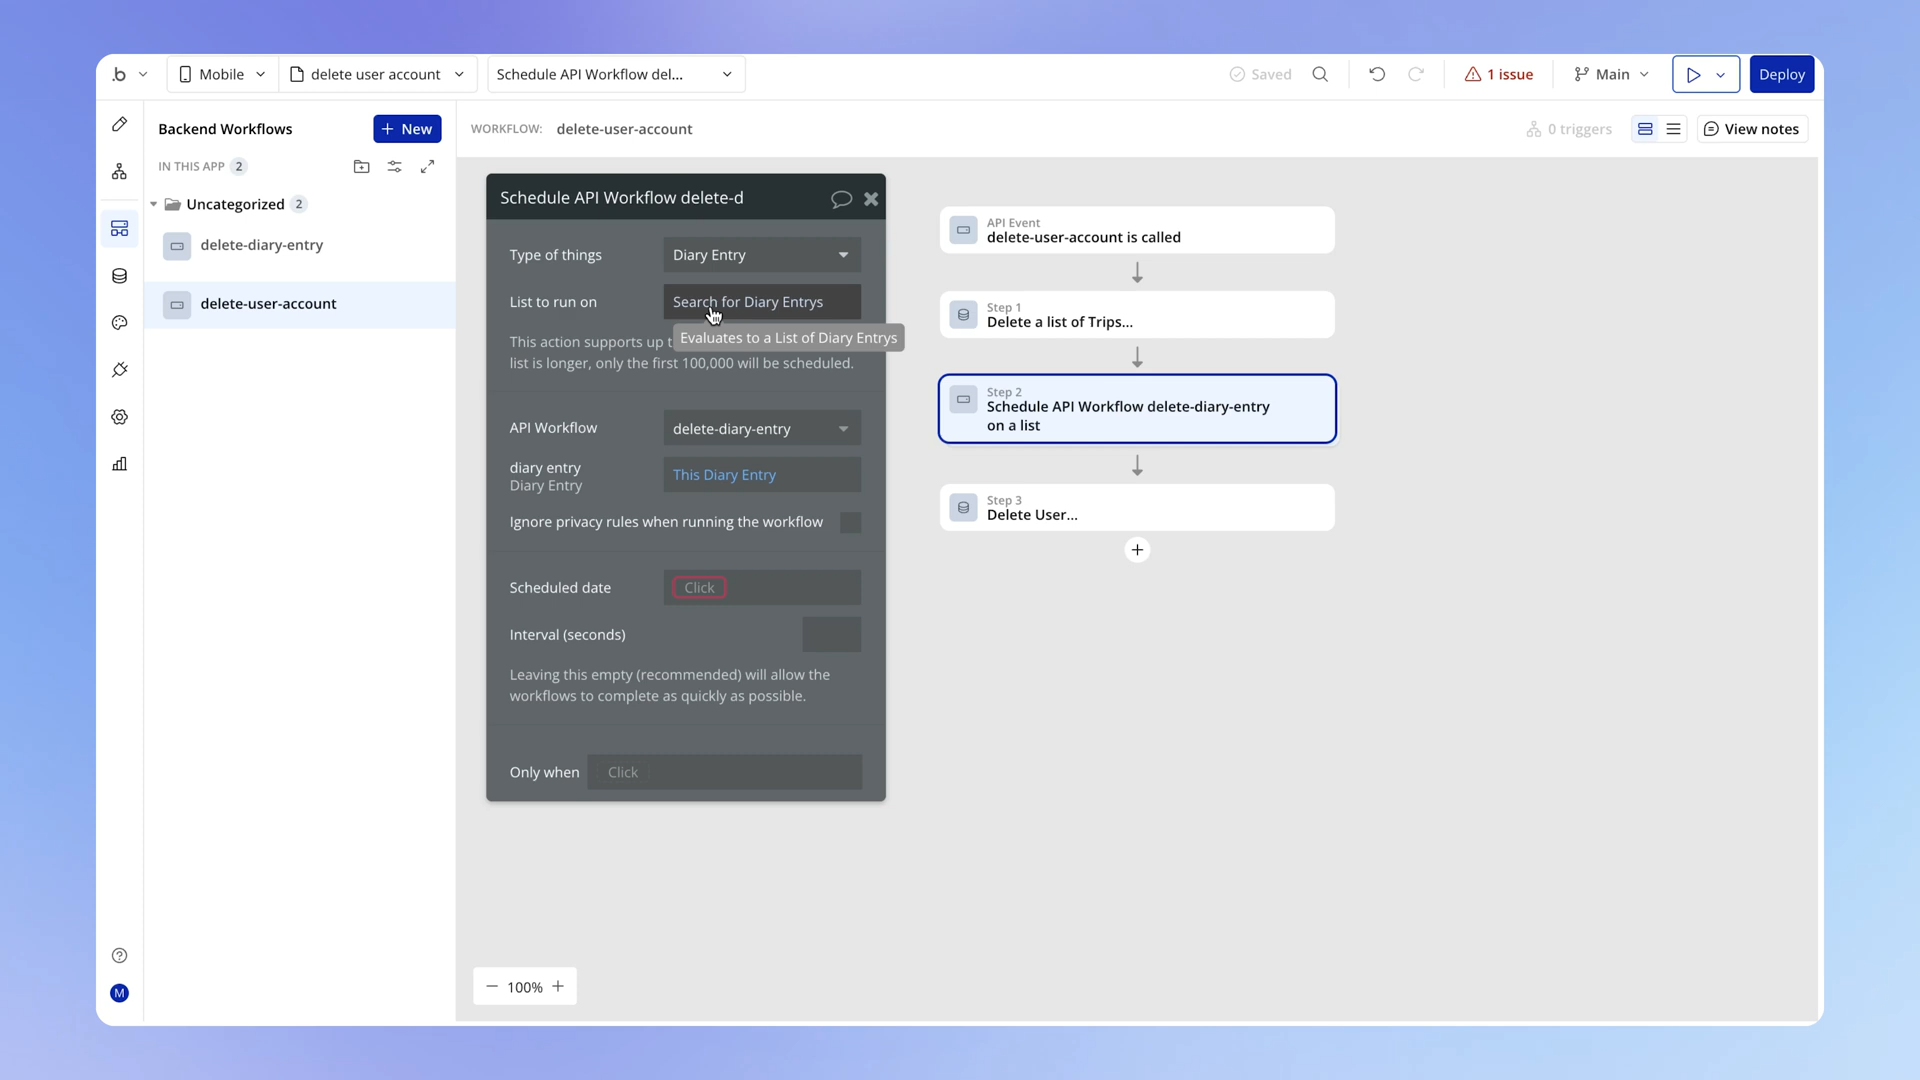 .b
Mobile
delete user account
Schedule API Workflow del...
Saved
1 issue
Main
Deploy
Backend Workflows
+ New
WORKFLOW: delete-user-account
0 triggers
View notes
IN THIS APP 2
Uncategorized 2
delete-diary-entry
delete-user-account
Schedule API Workflow delete-d
Type of things
Diary Entry
List to run on
Search for Diary Entrys
Evaluates to a List of Diary Entrys
This action supports up t
list is longer, only the first 100,000 will be scheduled.
API Workflow
delete-diary-entry
diary entry
Diary Entry
This Diary Entry
Ignore privacy rules when running the workflow
Scheduled date
Click
Interval (seconds)
Leaving this empty (recommended) will allow the
workflows to complete as quickly as possible.
Only when
Click
API Event
delete-user-account is called
Step 1
Delete a list of Trips...
Step 2
Schedule API Workflow delete-diary-entry
on a list
Step 3
Delete User...
100%
M